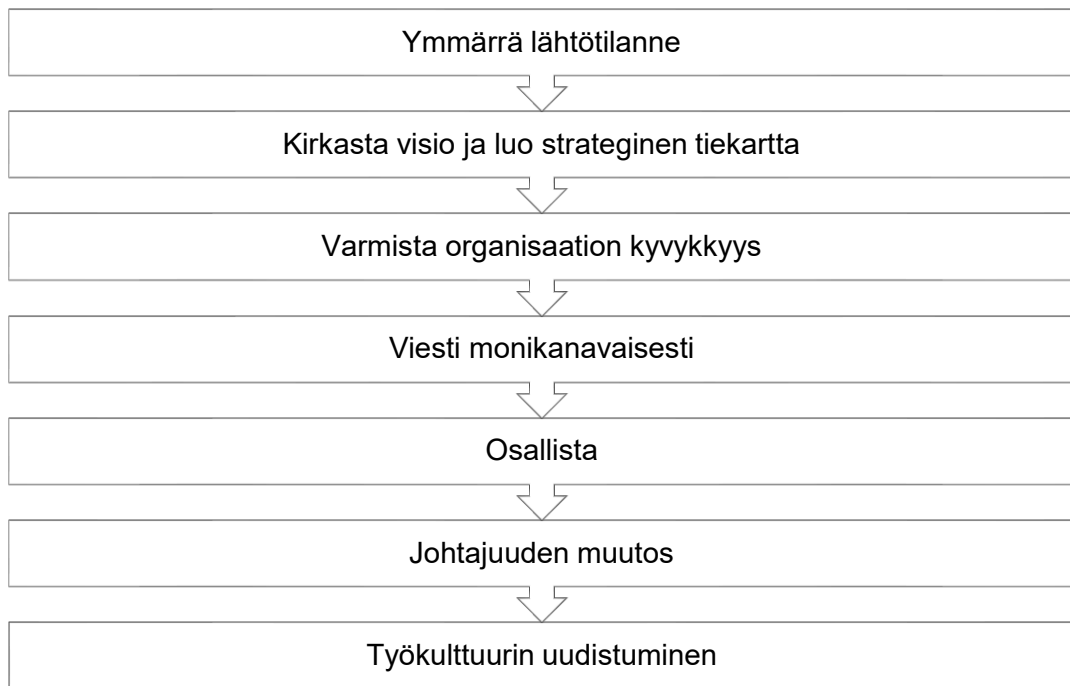 Ymmärrä lähtötilanne
Kirkasta visio ja luo strateginen tiekartta
Varmista organisaation kyvykkyys
Viesti monikanavaisesti
Osallista
Johtajuuden muutos
Työkulttuurin uudistuminen